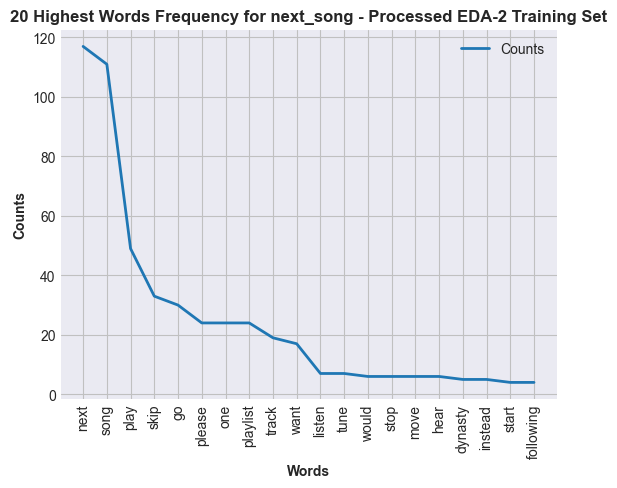 20 Highest Words Frequency for next_song - Processed EDA-2 Training Set
120
100
80
60
40
20
0
Counts
Counts
next
song
play
skip
go
please
one
playlist
track
want
listen
tune
would
stop
move
hear
dynasty
instead
start
following
Words